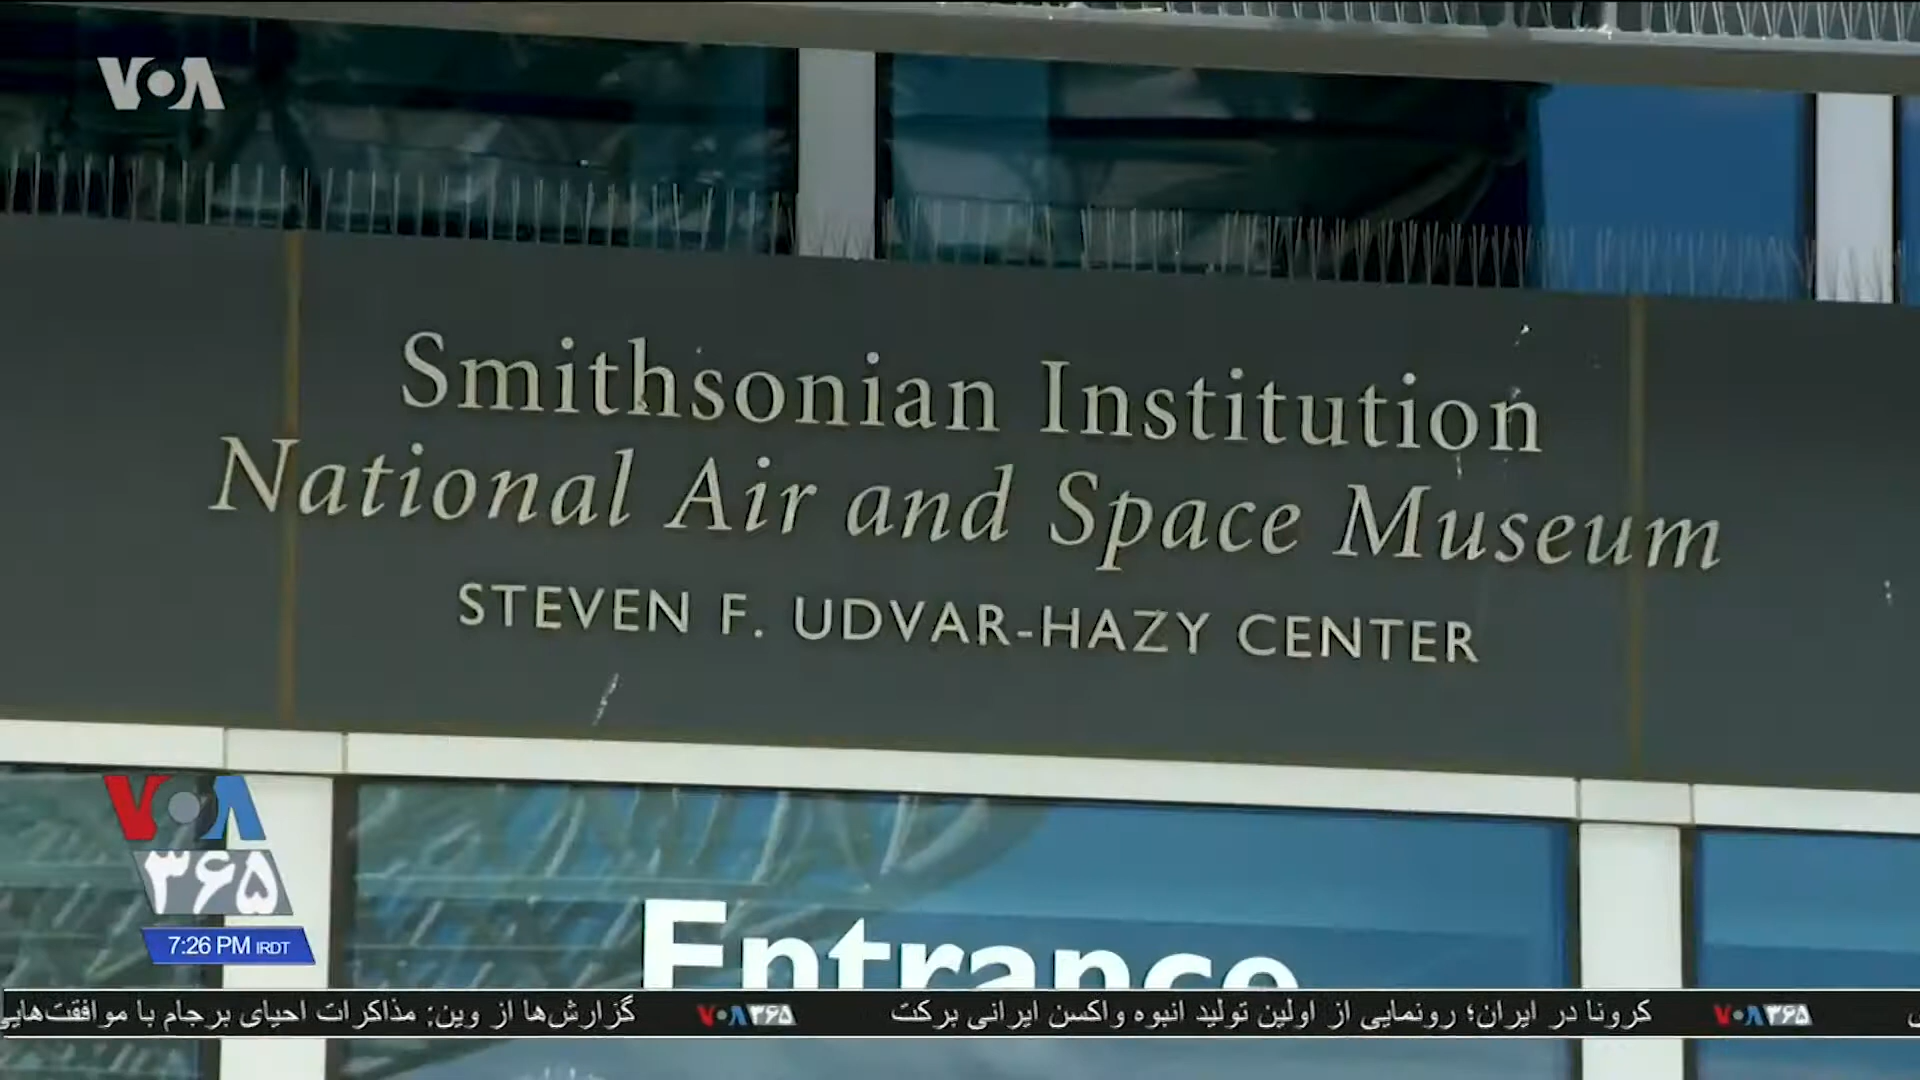 VOA
Smithsonian Institution
National Air and Space Museum
STEVEN F. UDVAR-HAZY CENTER
VOA
۳۶۵
7:26 PM IRDT
Entrance
VOA۳۶۵ کرونا در ایران؛ رونمایی از اولین تولید انبوه واکسن ایرانی برکت VOA۳۶۵ گزارش‌ها از وین: مذاکرات احیای برجام با موافقت‌هایی